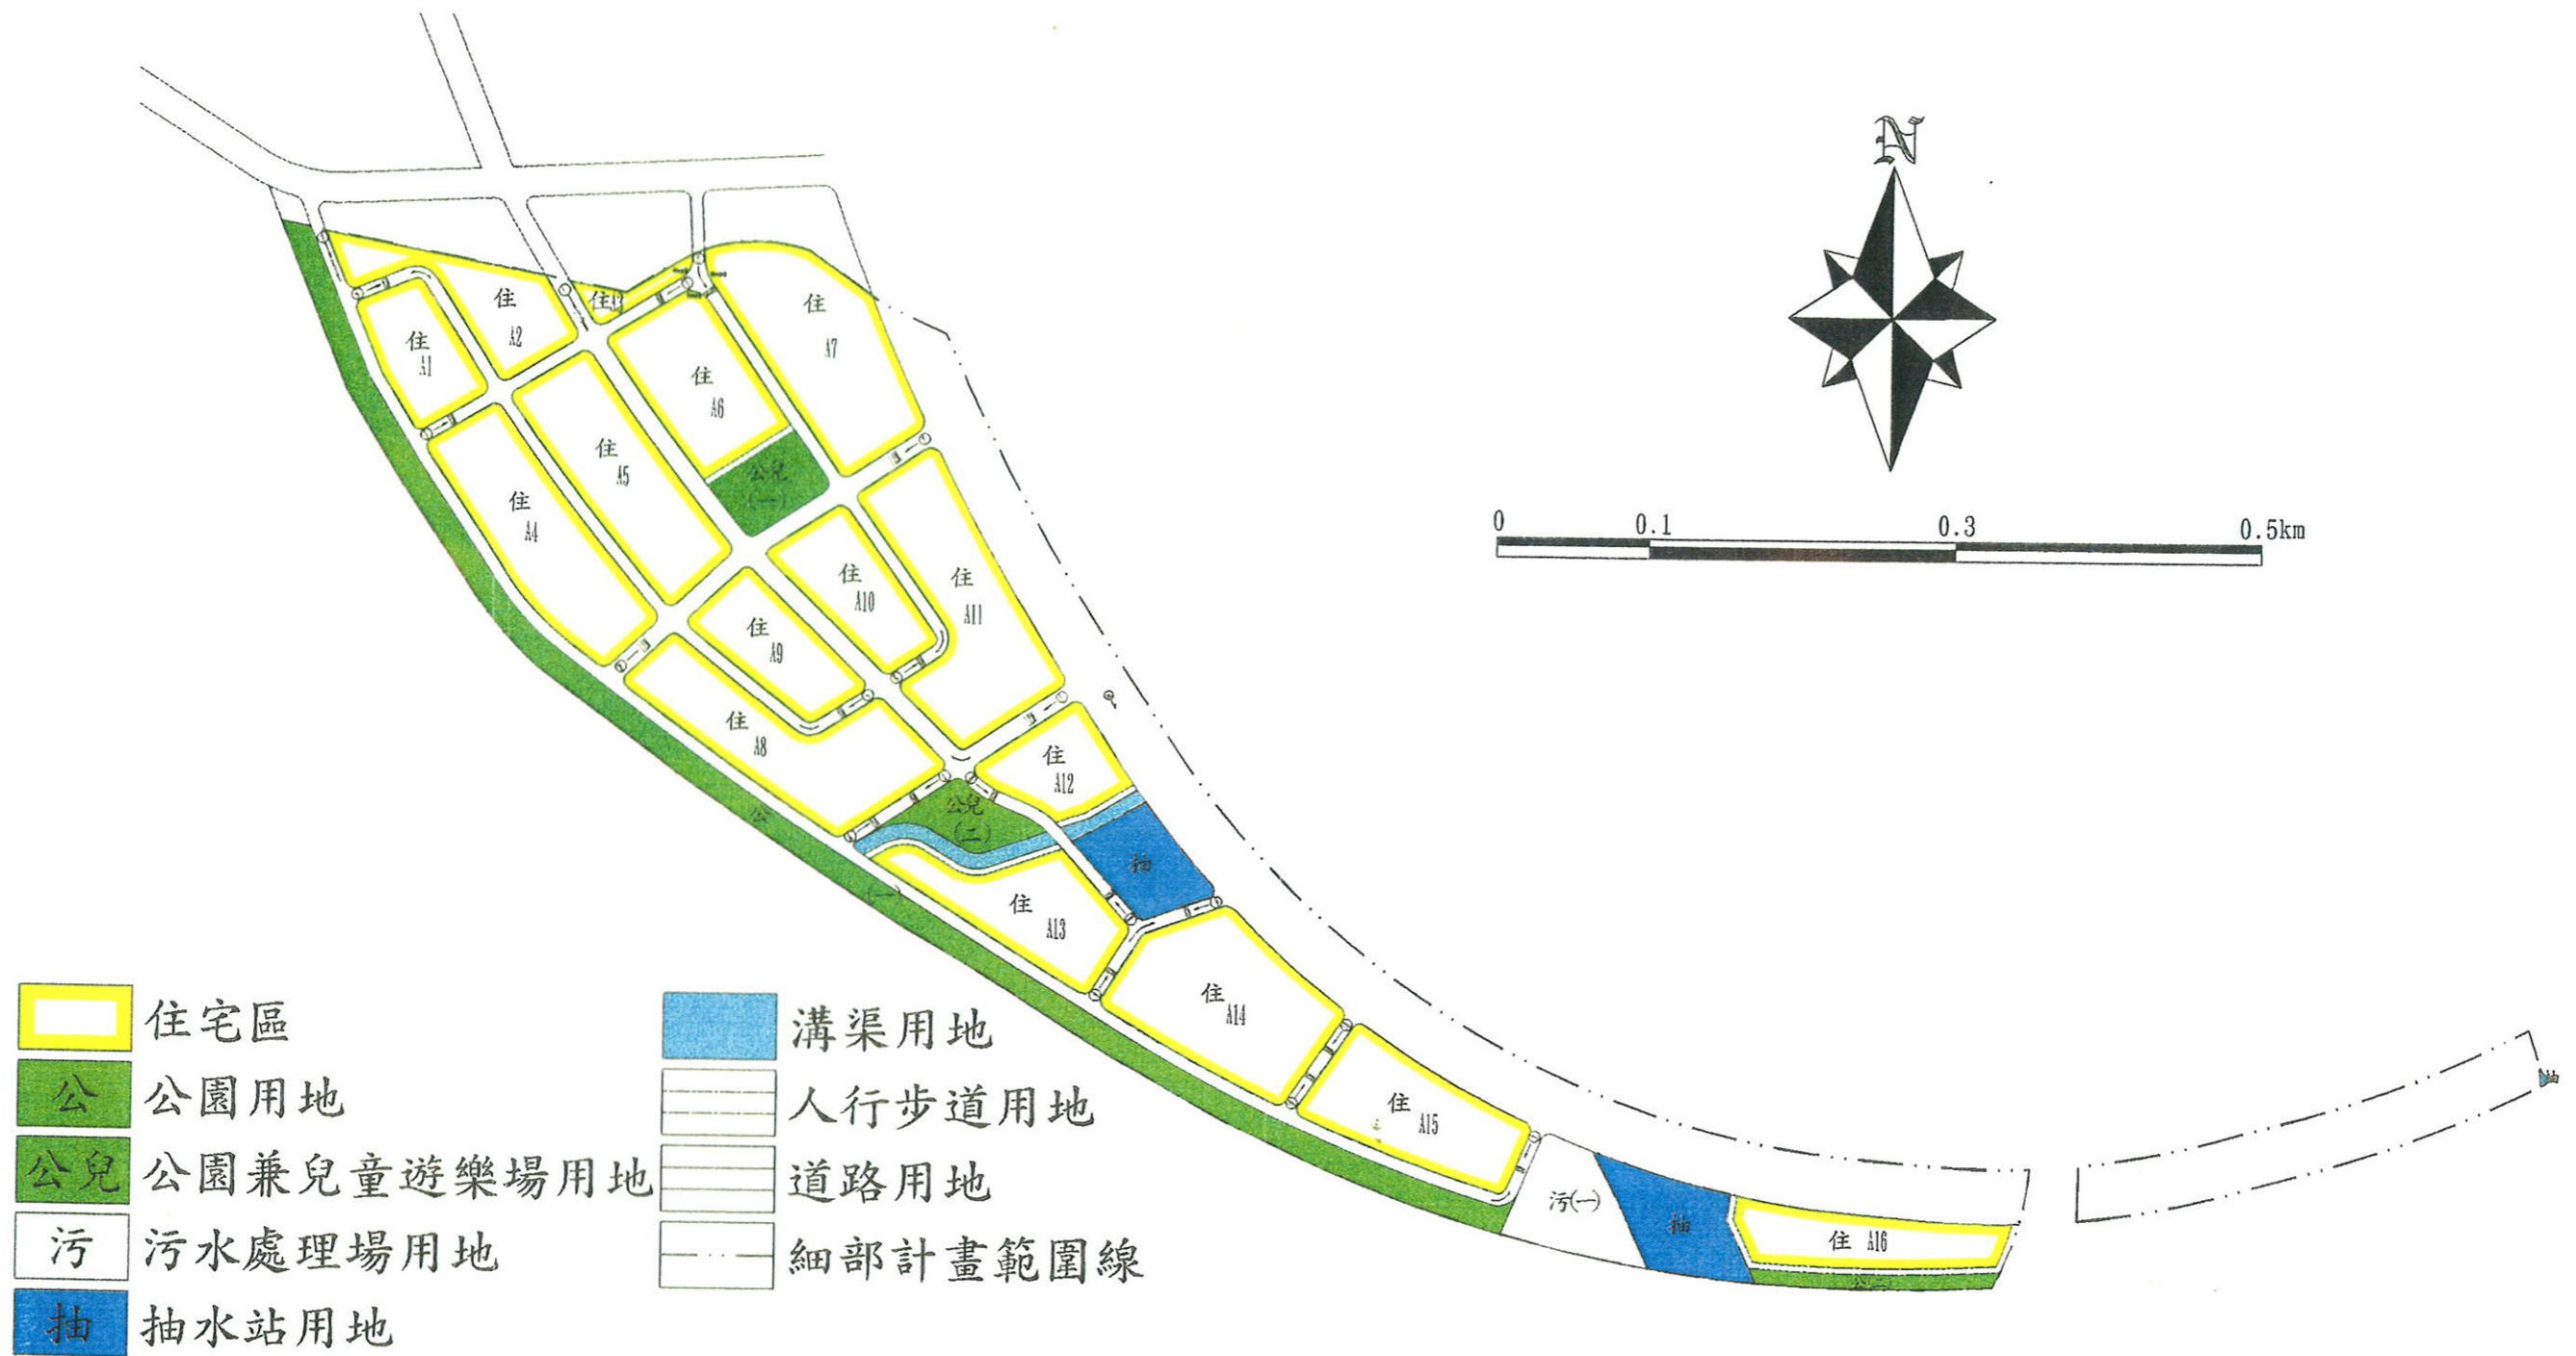 N
0 0.1 0.3 0.5km
住 A1
住 A2
住
住 A4
住 A5
住 A6
住 A7
公兒
(一)
住 A8
住 A9
住 A10
住 A11
住 A12
公兒
(二)
抽
公
(一)
住 A13
住 A14
住 A15
污(一)
抽
住 A16
公(二)
住宅區
公 公園用地
公兒 公園兼兒童遊樂場用地
污 污水處理場用地
抽 抽水站用地
溝渠用地
人行步道用地
道路用地
細部計畫範圍線